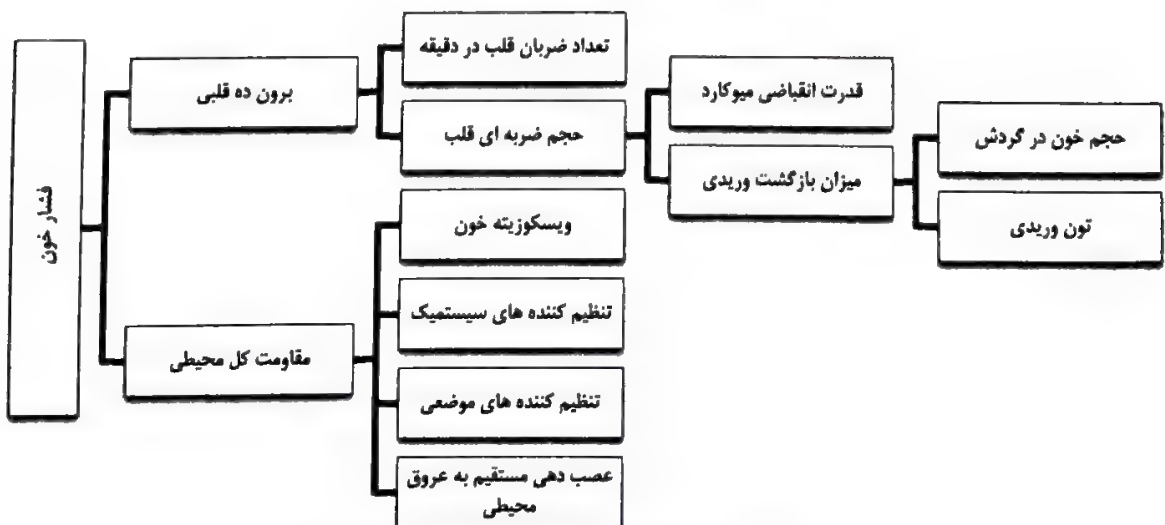 فشار خون
برون ده قلبی
تعداد ضربان قلب در دقیقه
حجم ضربه ای قلب
قدرت انقباضی میوکارد
میزان بازگشت وریدی
حجم خون در گردش
تون وریدی
مقاومت کل محیطی
ویسکوزیته خون
تنظیم کننده های سیستمیک
تنظیم کننده های موضعی
عصب دهی مستقیم به عروق
محیطی